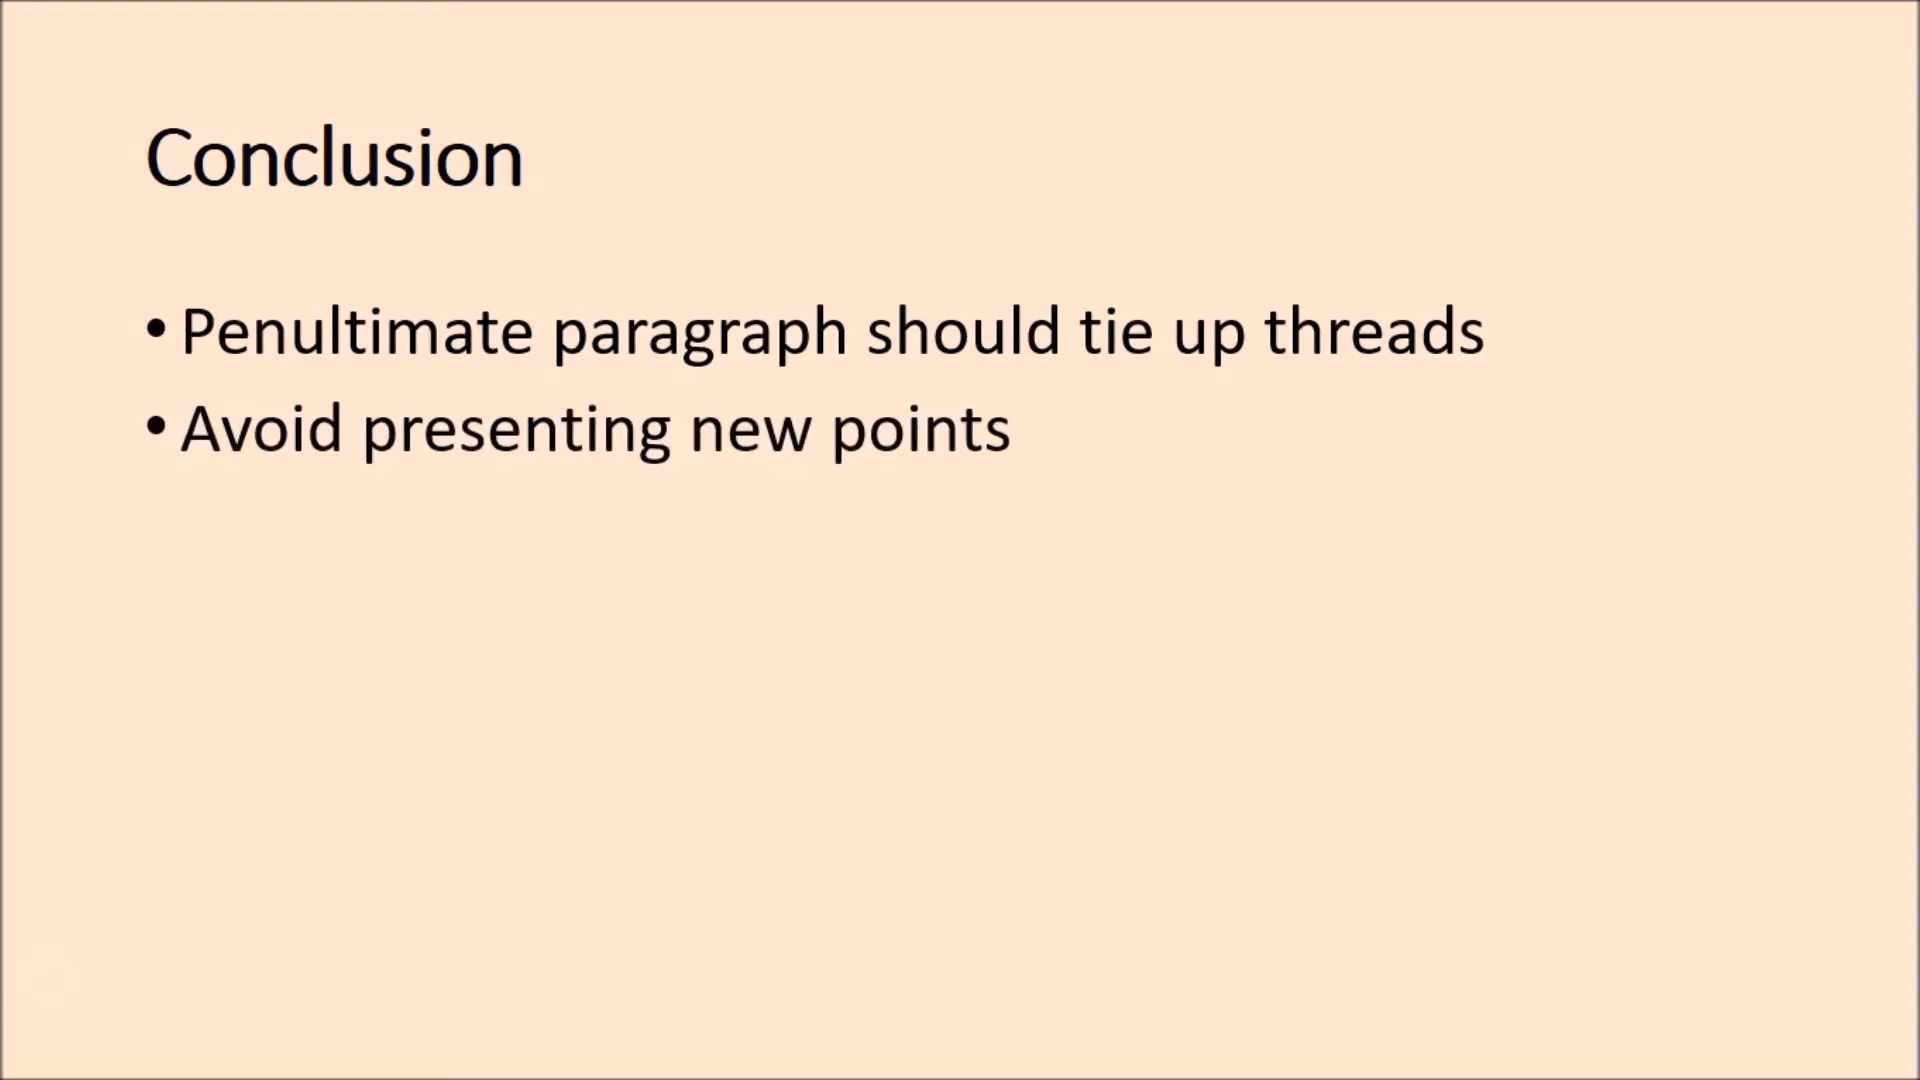 Conclusion
• Penultimate paragraph should tie up threads
• Avoid presenting new points